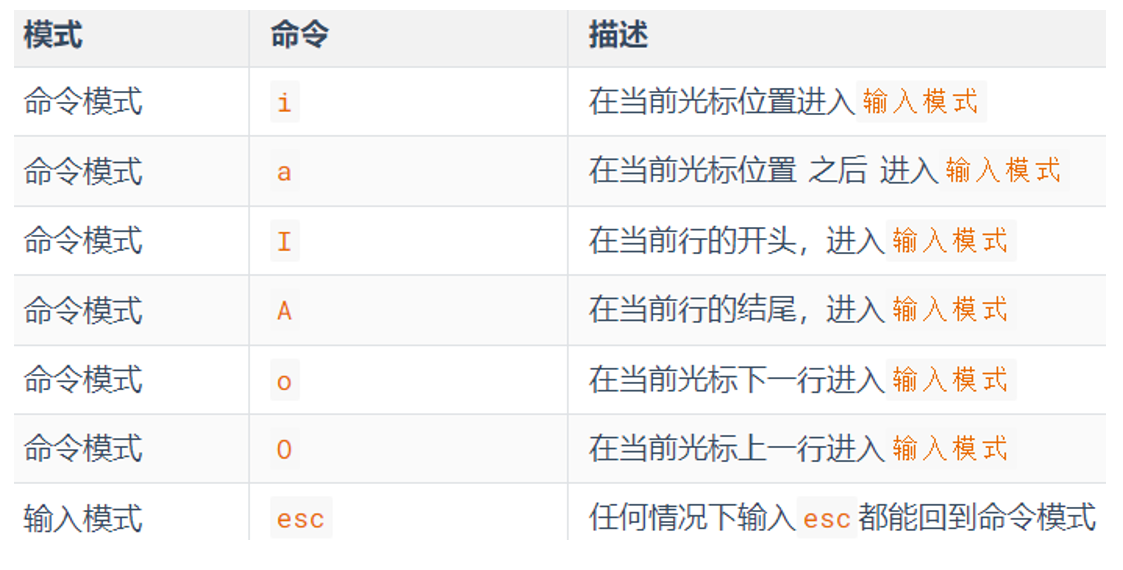 模式 命令 描述
命令模式 i 在当前光标位置进入输入模式
命令模式 a 在当前光标位置 之后 进入输入模式
命令模式 I 在当前行的开头，进入输入模式
命令模式 A 在当前行的结尾，进入输入模式
命令模式 o 在当前光标下一行进入输入模式
命令模式 O 在当前光标上一行进入输入模式
输入模式 esc 任何情况下输入esc都能回到命令模式